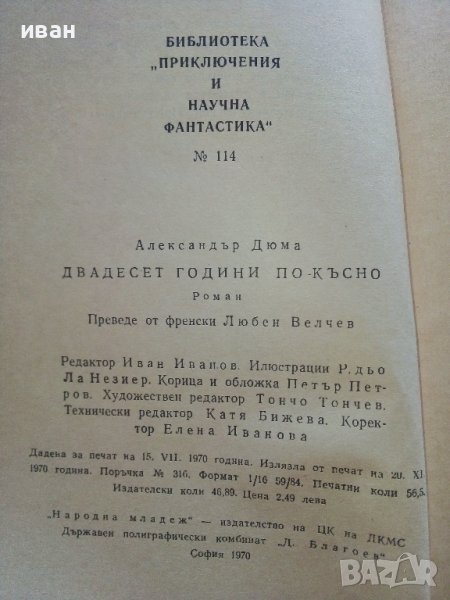 иван
БИБЛИОТЕКА
„ПРИКЛЮЧЕНИЯ
И
НАУЧНА
ФАНТАСТИКА“
№ 114
Александър Дюма
ДВАДЕСЕТ ГОДИНИ ПО-КЪСНО
Роман
Преведе от френски Любен Велчев
Редактор Иван Иванов. Илюстрации Р. дьо
Ла Незиер. Корица и обложка Петър Пет-
ров. Художествен редактор Тончо Тончев.
Технически редактор Катя Бижева. Корек-
тор Елена Иванова
Дадена за печат на 15. VII. 1970 година. Излязла от печат на 20. XI.
1970 година. Поръчка № 316. Формат 1/16 59/84. Печатни коли 56,5.
Издателски коли 46,89. Цена 2,49 лева
„Народна младеж“ — издателство на ЦК на ДКМС
Държавен полиграфически комбинат „Д. Благоев“
София 1970
BAZAR